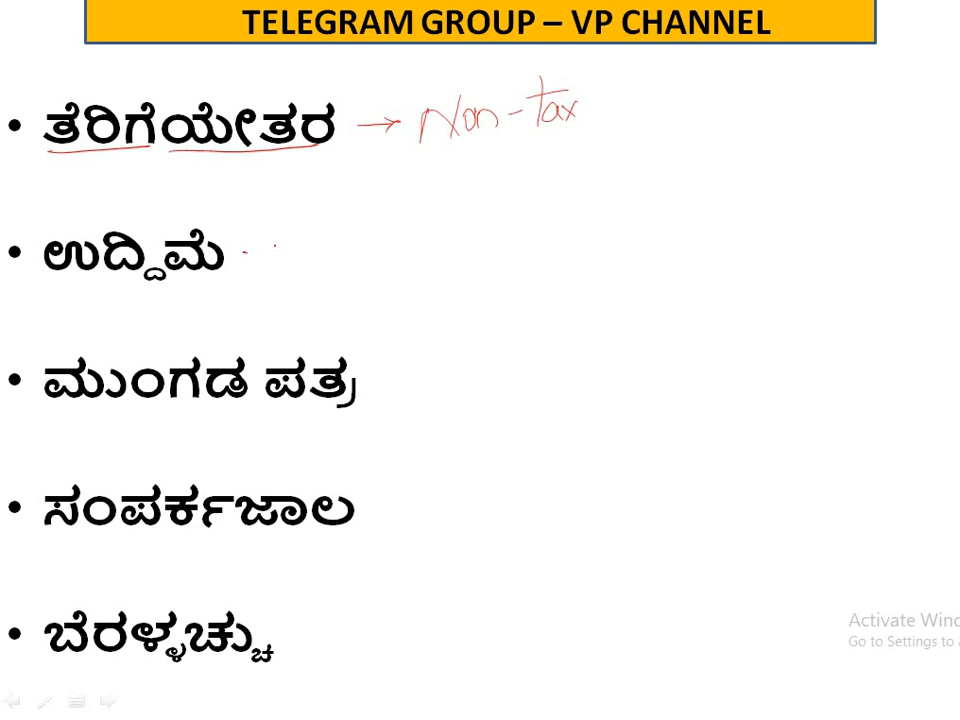 TELEGRAM GROUP – VP CHANNEL
• ತೆರಿಗೆಯೇತರ → Non-tax
• ಉದ್ದಿಮೆ
• ಮುಂಗಡ ಪತ್ರ
• ಸಂಪರ್ಕಜಾಲ
• ಬೆರಳ್ಳಚ್ಚು
Activate Winc
Go to Settings to a